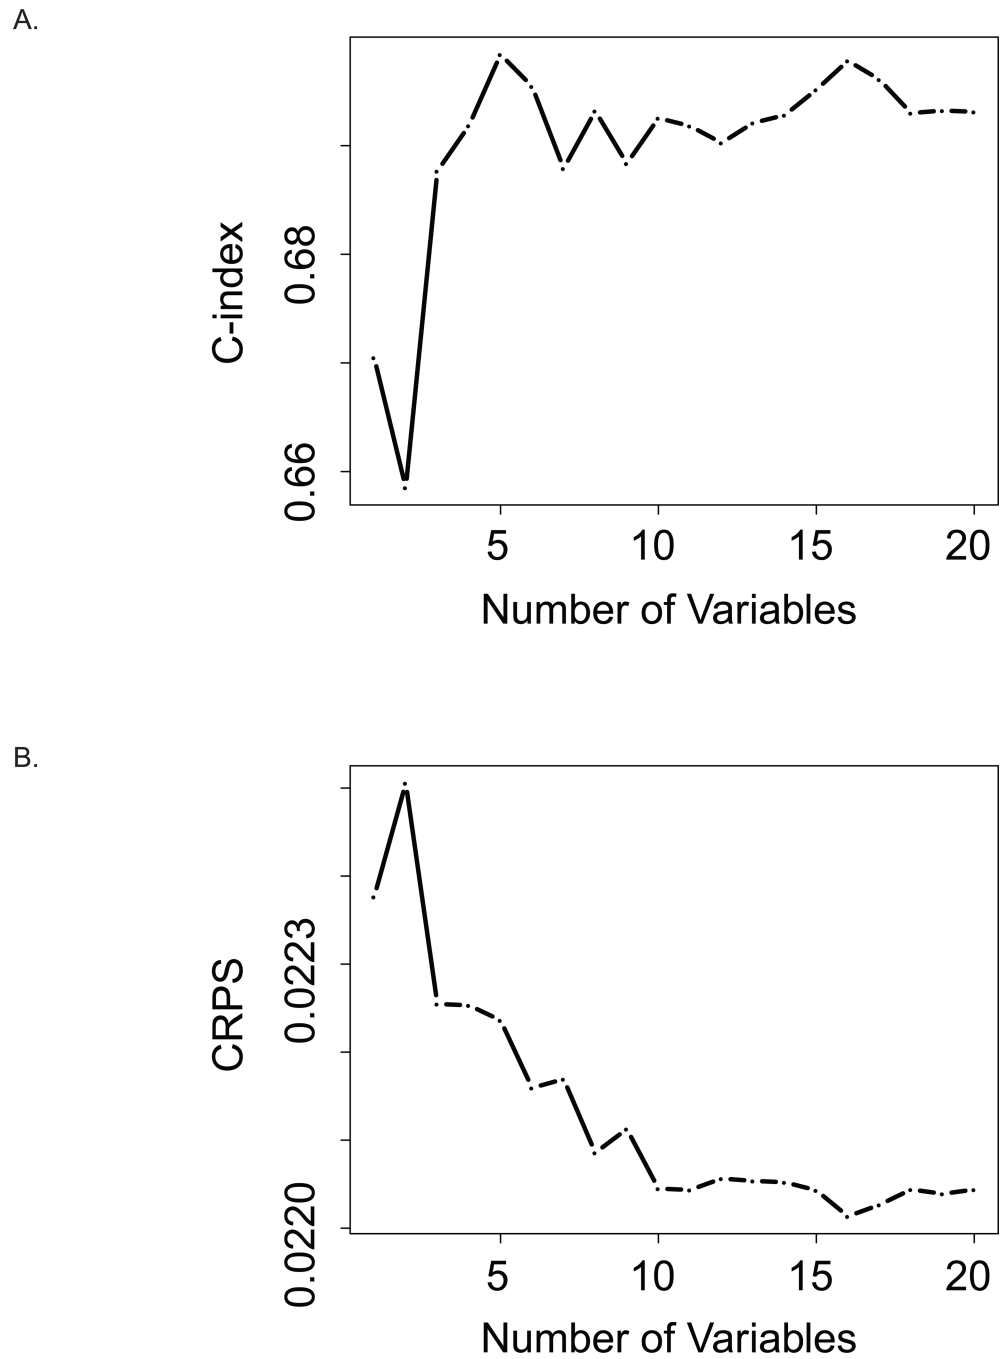 A.
C-index
0.68
0.66
5 10 15 20
Number of Variables
B.
CRPS
0.0223
0.0220
5 10 15 20
Number of Variables